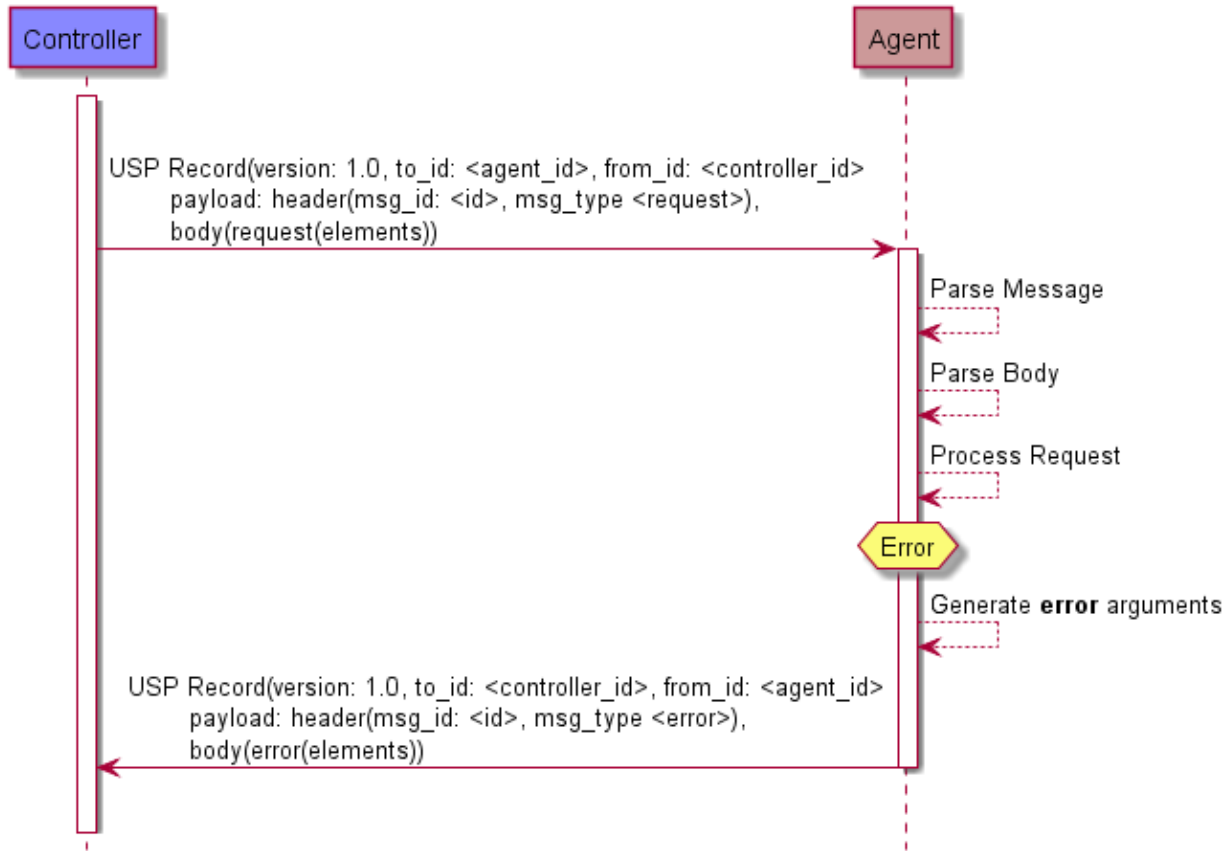 Controller
Agent
USP Record(version: 1.0, to_id: <agent_id>, from_id: <controller_id>
payload: header(msg_id: <id>, msg_type <request>),
body(request(elements))
Parse Message
Parse Body
Process Request
Error
Generate error arguments
USP Record(version: 1.0, to_id: <controller_id>, from_id: <agent_id>
payload: header(msg_id: <id>, msg_type <error>),
body(error(elements))